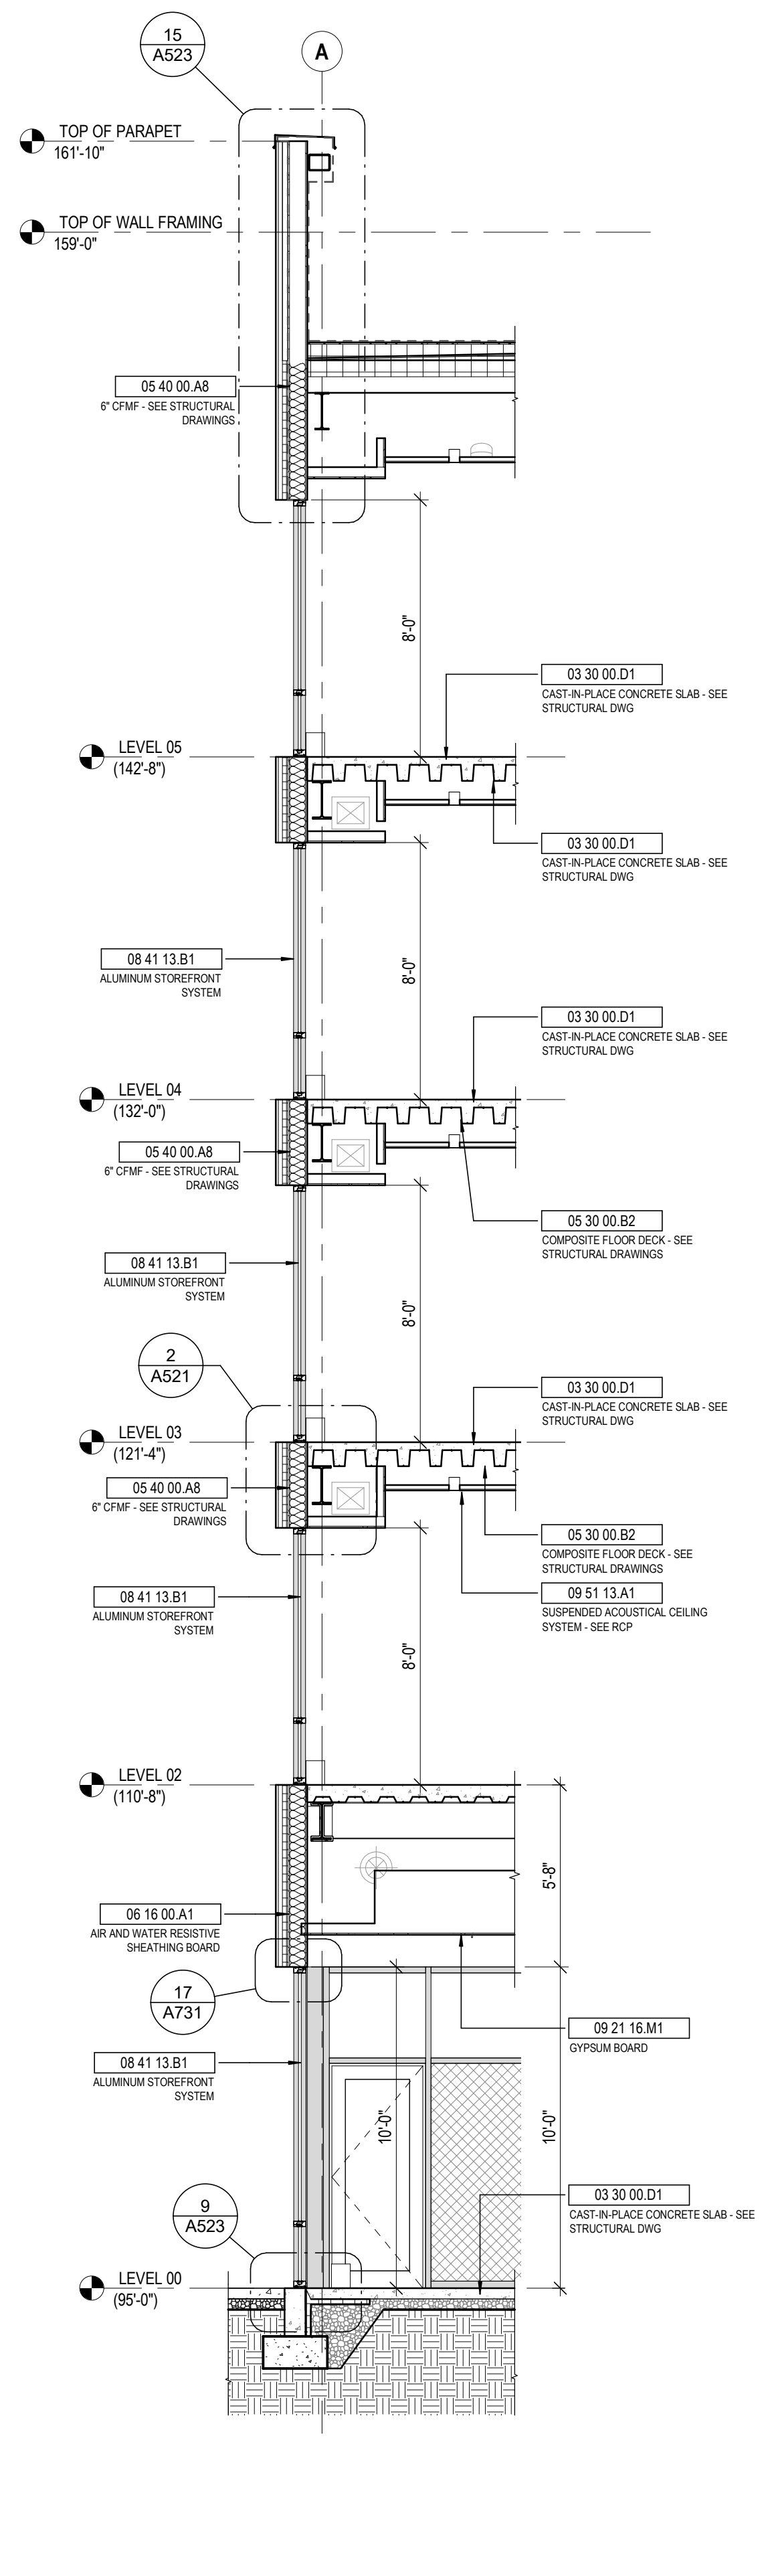 15
A523
A
TOP OF PARAPET
161'-10"
TOP OF WALL FRAMING
159'-0"
05 40 00.A8
6" CFMF - SEE STRUCTURAL
DRAWINGS
8'-0"
03 30 00.D1
CAST-IN-PLACE CONCRETE SLAB - SEE
STRUCTURAL DWG
LEVEL 05
(142'-8")
03 30 00.D1
CAST-IN-PLACE CONCRETE SLAB - SEE
STRUCTURAL DWG
08 41 13.B1
ALUMINUM STOREFRONT
SYSTEM
8'-0"
03 30 00.D1
CAST-IN-PLACE CONCRETE SLAB - SEE
STRUCTURAL DWG
LEVEL 04
(132'-0")
05 40 00.A8
6" CFMF - SEE STRUCTURAL
DRAWINGS
05 30 00.B2
COMPOSITE FLOOR DECK - SEE
STRUCTURAL DRAWINGS
08 41 13.B1
ALUMINUM STOREFRONT
SYSTEM
8'-0"
2
A521
03 30 00.D1
CAST-IN-PLACE CONCRETE SLAB - SEE
STRUCTURAL DWG
LEVEL 03
(121'-4")
05 40 00.A8
6" CFMF - SEE STRUCTURAL
DRAWINGS
05 30 00.B2
COMPOSITE FLOOR DECK - SEE
STRUCTURAL DRAWINGS
08 41 13.B1
ALUMINUM STOREFRONT
SYSTEM
09 51 13.A1
SUSPENDED ACOUSTICAL CEILING
SYSTEM - SEE RCP
8'-0"
LEVEL 02
(110'-8")
5'-8"
06 16 00.A1
AIR AND WATER RESISTIVE
SHEATHING BOARD
17
A731
09 21 16.M1
GYPSUM BOARD
08 41 13.B1
ALUMINUM STOREFRONT
SYSTEM
10'-0"
10'-0"
03 30 00.D1
CAST-IN-PLACE CONCRETE SLAB - SEE
STRUCTURAL DWG
9
A523
LEVEL 00
(95'-0")